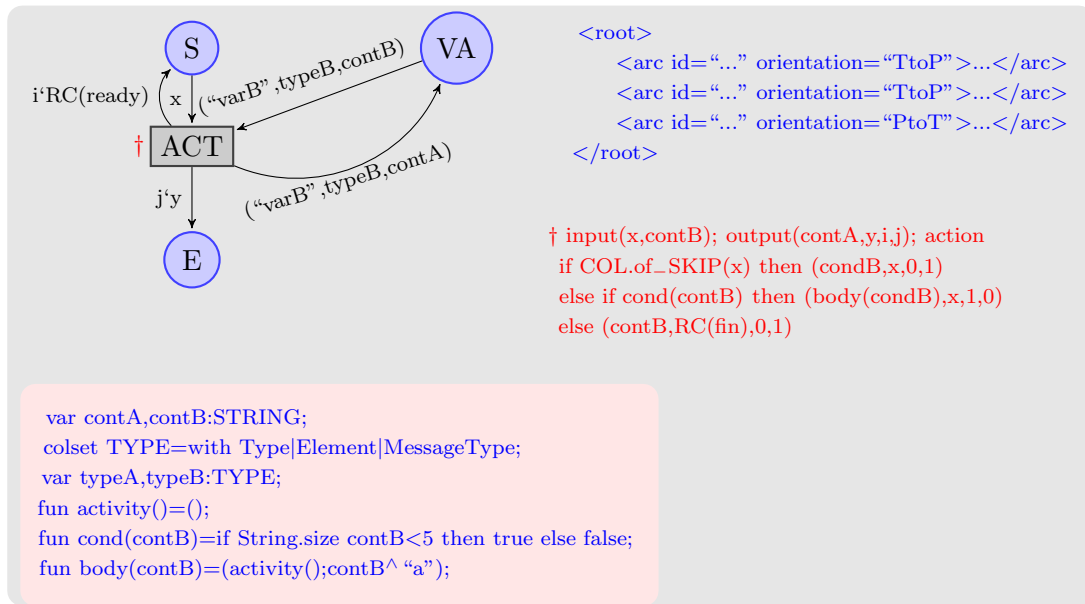 S
VA
i‘RC(ready)
x
(“varB”,typeB,contB)
† ACT
j‘y
(“varB”,typeB,contA)
E
<root>
<arc id=“...” orientation=“TtoP”>...</arc>
<arc id=“...” orientation=“TtoP”>...</arc>
<arc id=“...” orientation=“PtoT”>...</arc>
</root>
† input(x,contB); output(contA,y,i,j); action
if COL.of_SKIP(x) then (condB,x,0,1)
else if cond(contB) then (body(condB),x,1,0)
else (contB,RC(fin),0,1)
var contA,contB:STRING;
colset TYPE=with Type|Element|MessageType;
var typeA,typeB:TYPE;
fun activity()=();
fun cond(contB)=if String.size contB<5 then true else false;
fun body(contB)=(activity();contB^ “a”);